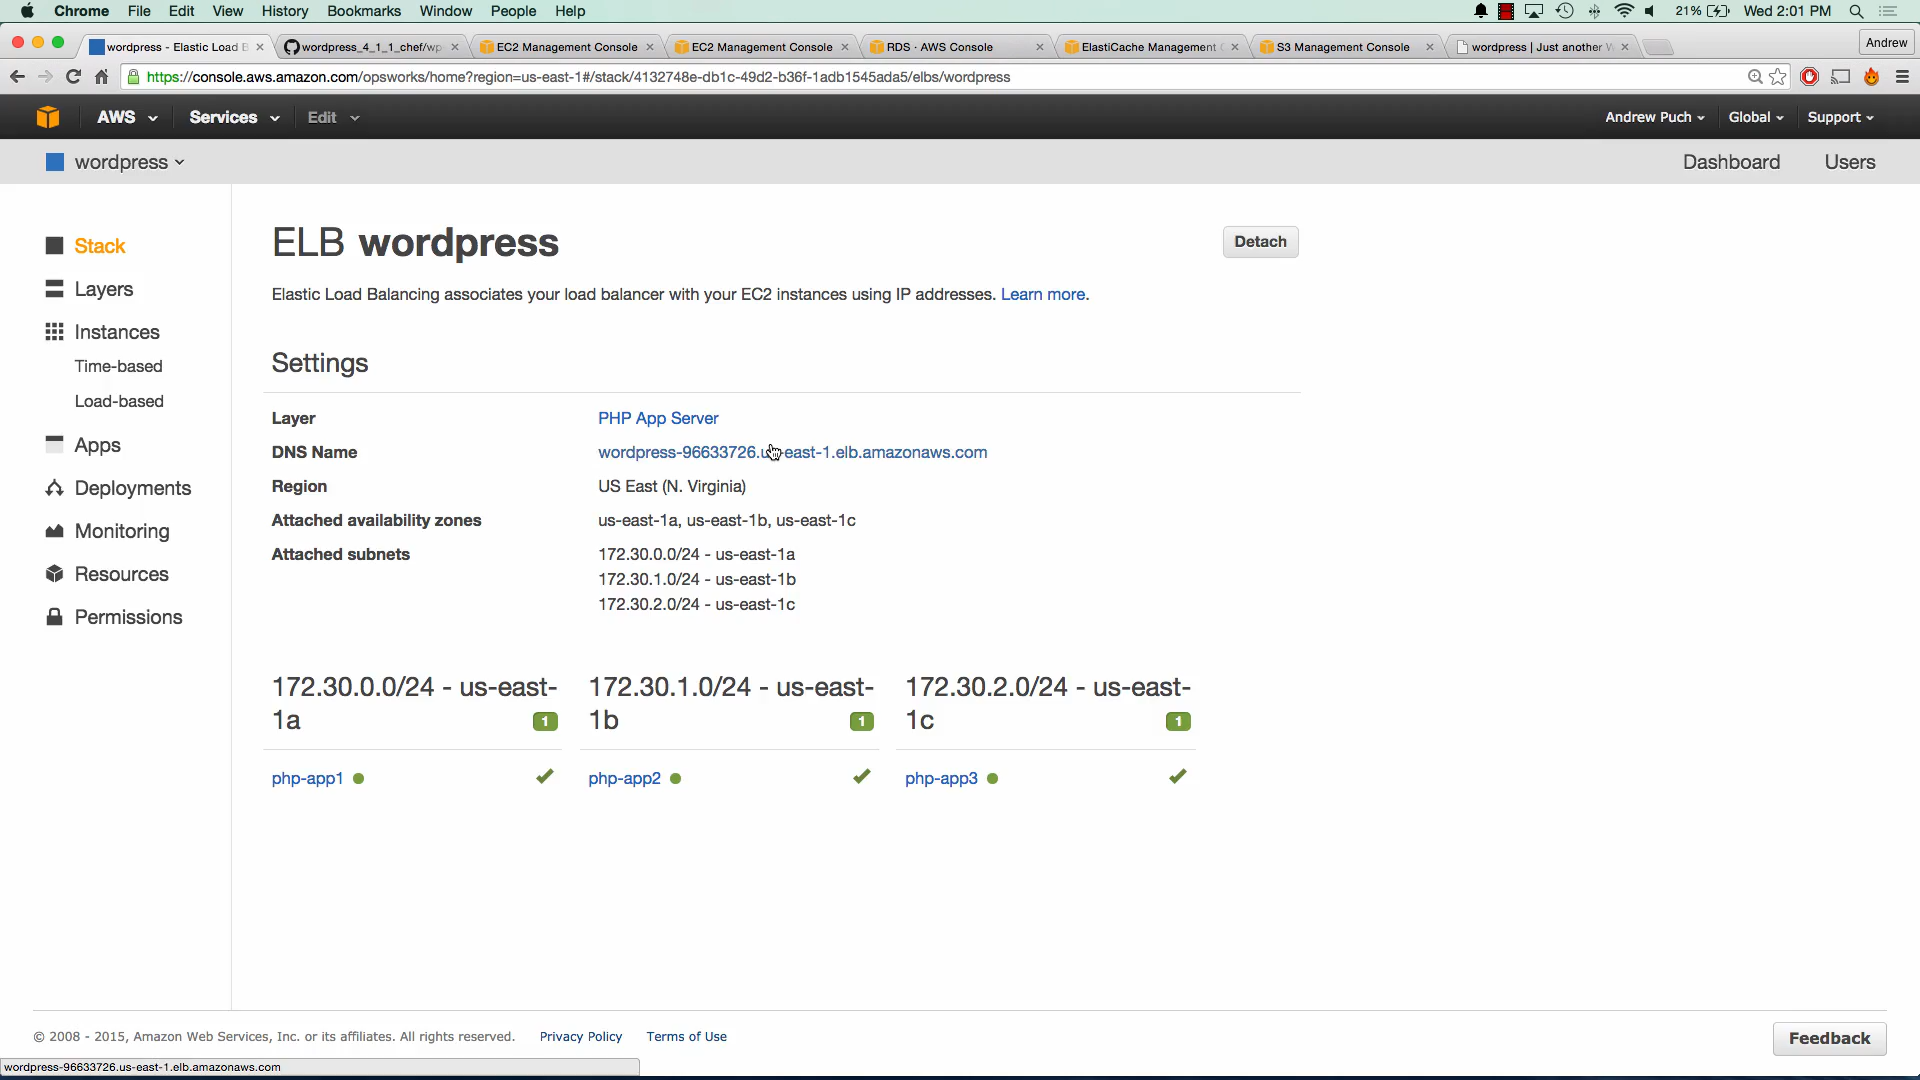 Chrome File Edit View History Bookmarks Window People Help 21% Wed 2:01 PM
wordpress - Elastic Load B wordpress_4_1_1_chef/wp EC2 Management Console EC2 Management Console RDS · AWS Console ElastiCache Management C S3 Management Console wordpress | Just another W Andrew
https://console.aws.amazon.com/opsworks/home?region=us-east-1#/stack/4132748e-db1c-49d2-b36f-1adb1545ada5/elbs/wordpress
AWS Services Edit Andrew Puch Global Support
wordpress Dashboard Users
Stack
Layers
Instances
Time-based
Load-based
Apps
Deployments
Monitoring
Resources
Permissions
ELB wordpress Detach
Elastic Load Balancing associates your load balancer with your EC2 instances using IP addresses. Learn more.
Settings
Layer PHP App Server
DNS Name wordpress-96633726.us-east-1.elb.amazonaws.com
Region US East (N. Virginia)
Attached availability zones us-east-1a, us-east-1b, us-east-1c
Attached subnets 172.30.0.0/24 - us-east-1a
172.30.1.0/24 - us-east-1b
172.30.2.0/24 - us-east-1c
172.30.0.0/24 - us-east-
1a 1
php-app1
172.30.1.0/24 - us-east-
1b 1
php-app2
172.30.2.0/24 - us-east-
1c 1
php-app3
© 2008 - 2015, Amazon Web Services, Inc. or its affiliates. All rights reserved. Privacy Policy Terms of Use Feedback
wordpress-96633726.us-east-1.elb.amazonaws.com